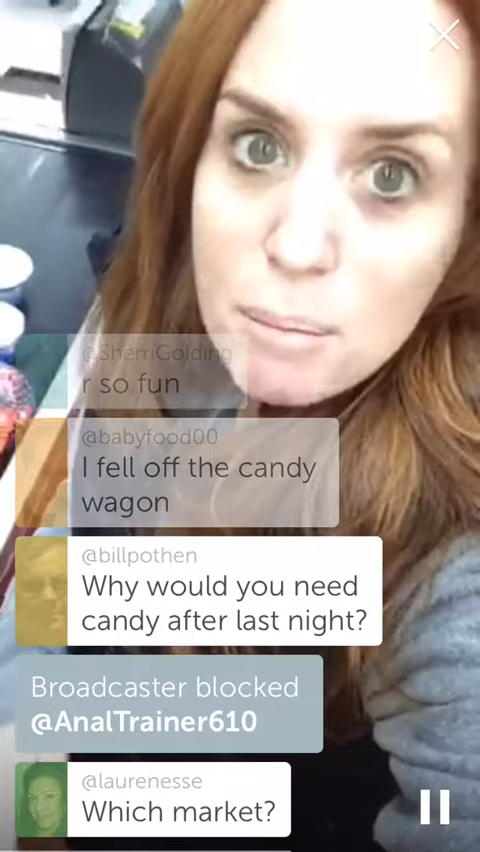 @SherriGolding
r so fun
@babyfood00
I fell off the candy
wagon
@billpothen
Why would you need
candy after last night?
Broadcaster blocked
@AnalTrainer610
@laurenesse
Which market?